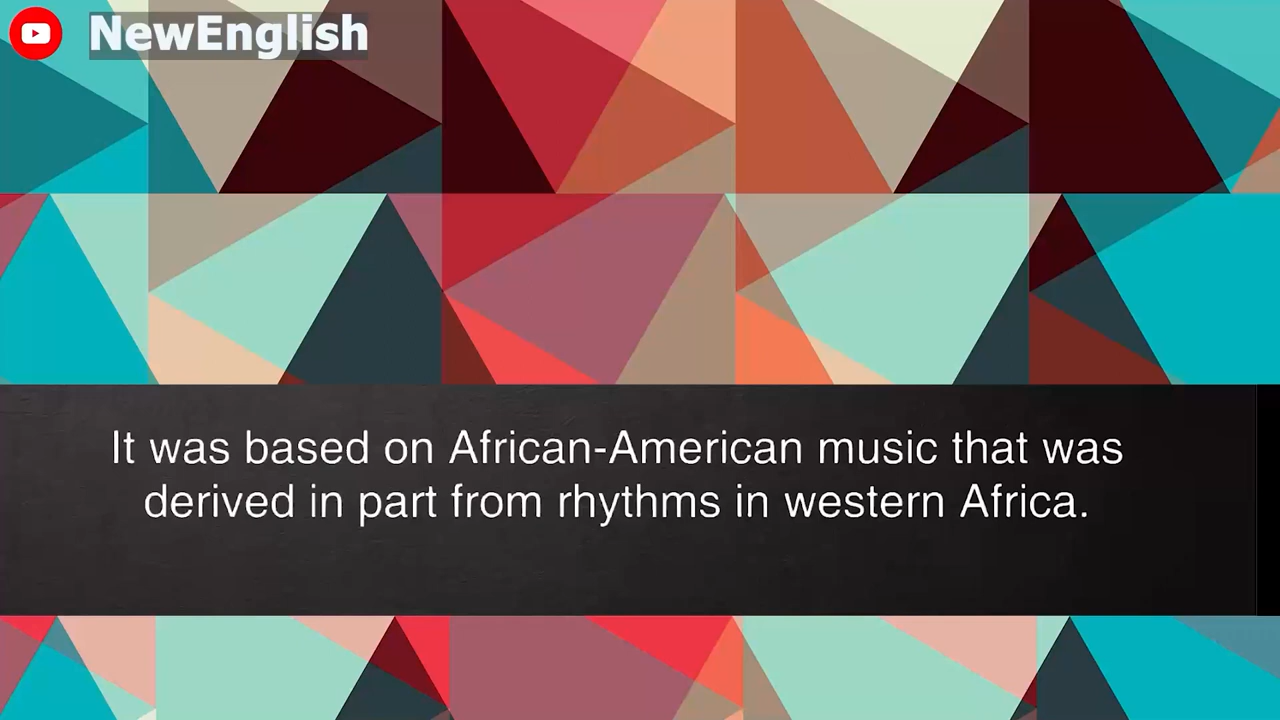 NewEnglish
It was based on African-American music that was
derived in part from rhythms in western Africa.